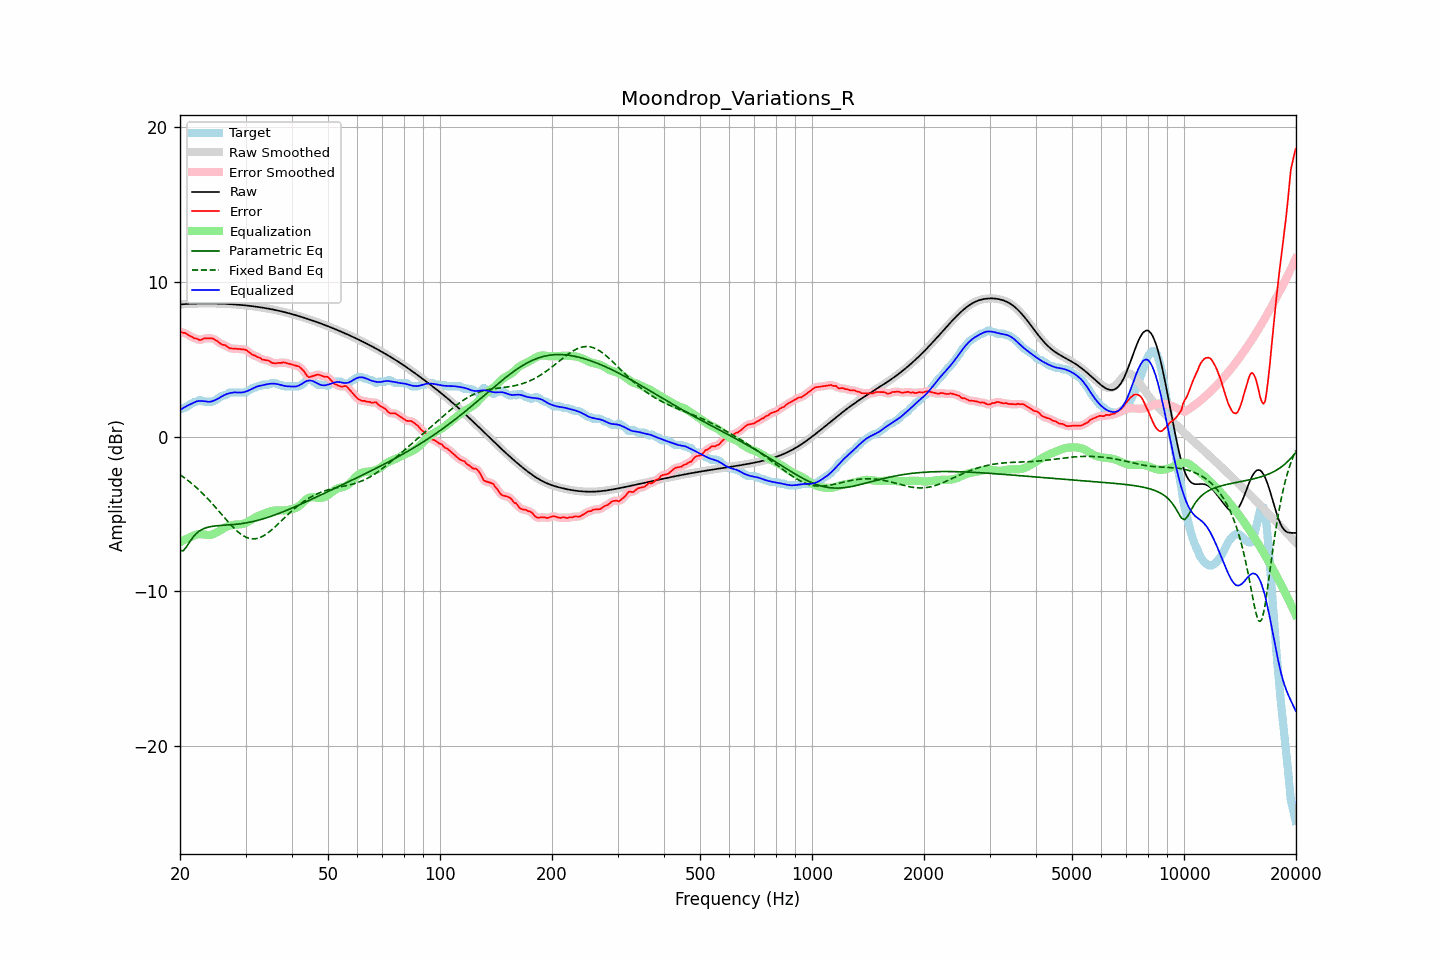 Moondrop_Variations_R
Target
Raw Smoothed
Error Smoothed
Raw
Error
Equalization
Parametric Eq
Fixed Band Eq
Equalized
20
10
0
−10
−20
Amplitude (dBr)
20 50 100 200 500 1000 2000 5000 10000 20000
Frequency (Hz)